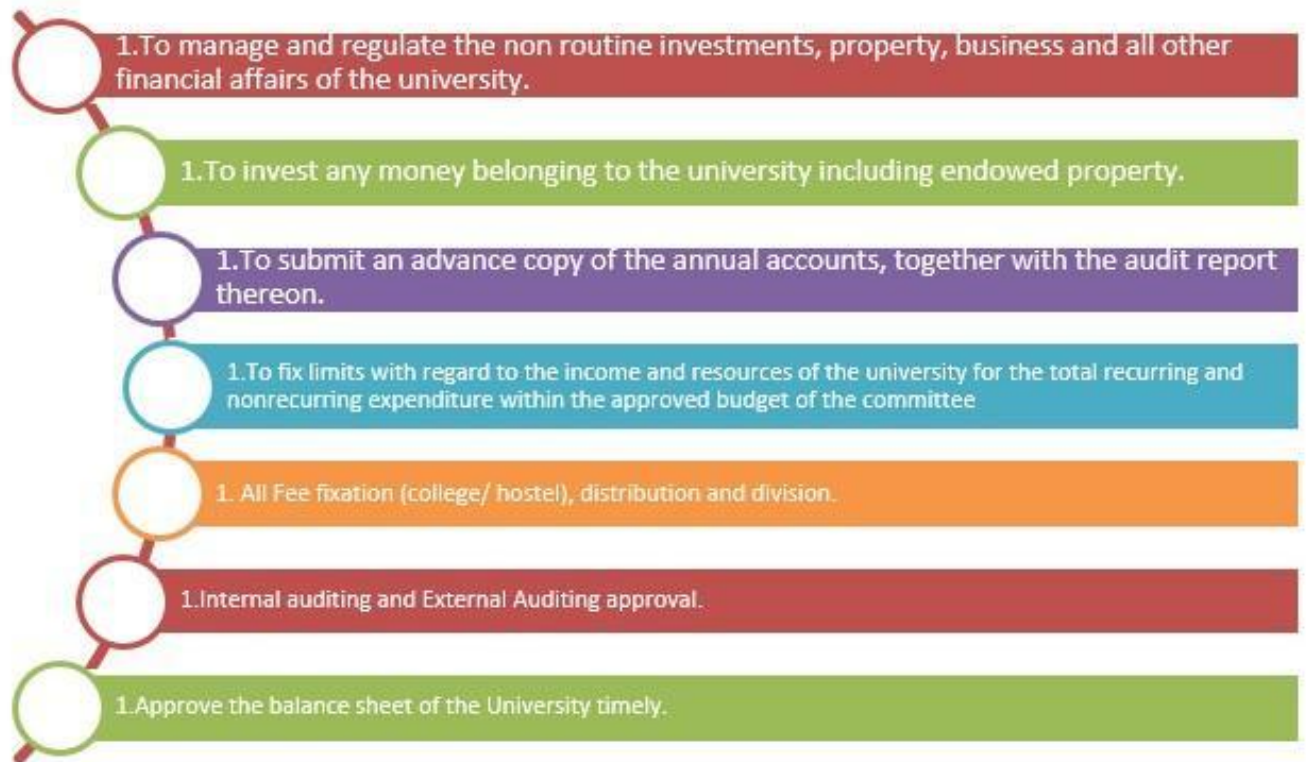 1.To manage and regulate the non routine investments, property, business and all other
financial affairs of the university.
1.To invest any money belonging to the university including endowed property.
1.To submit an advance copy of the annual accounts, together with the audit report
thereon.
1.To fix limits with regard to the income and resources of the university for the total recurring and
nonrecurring expenditure within the approved budget of the committee
1. All Fee fixation (college/ hostel), distribution and division.
1.Internal auditing and External Auditing approval.
1.Approve the balance sheet of the University timely.